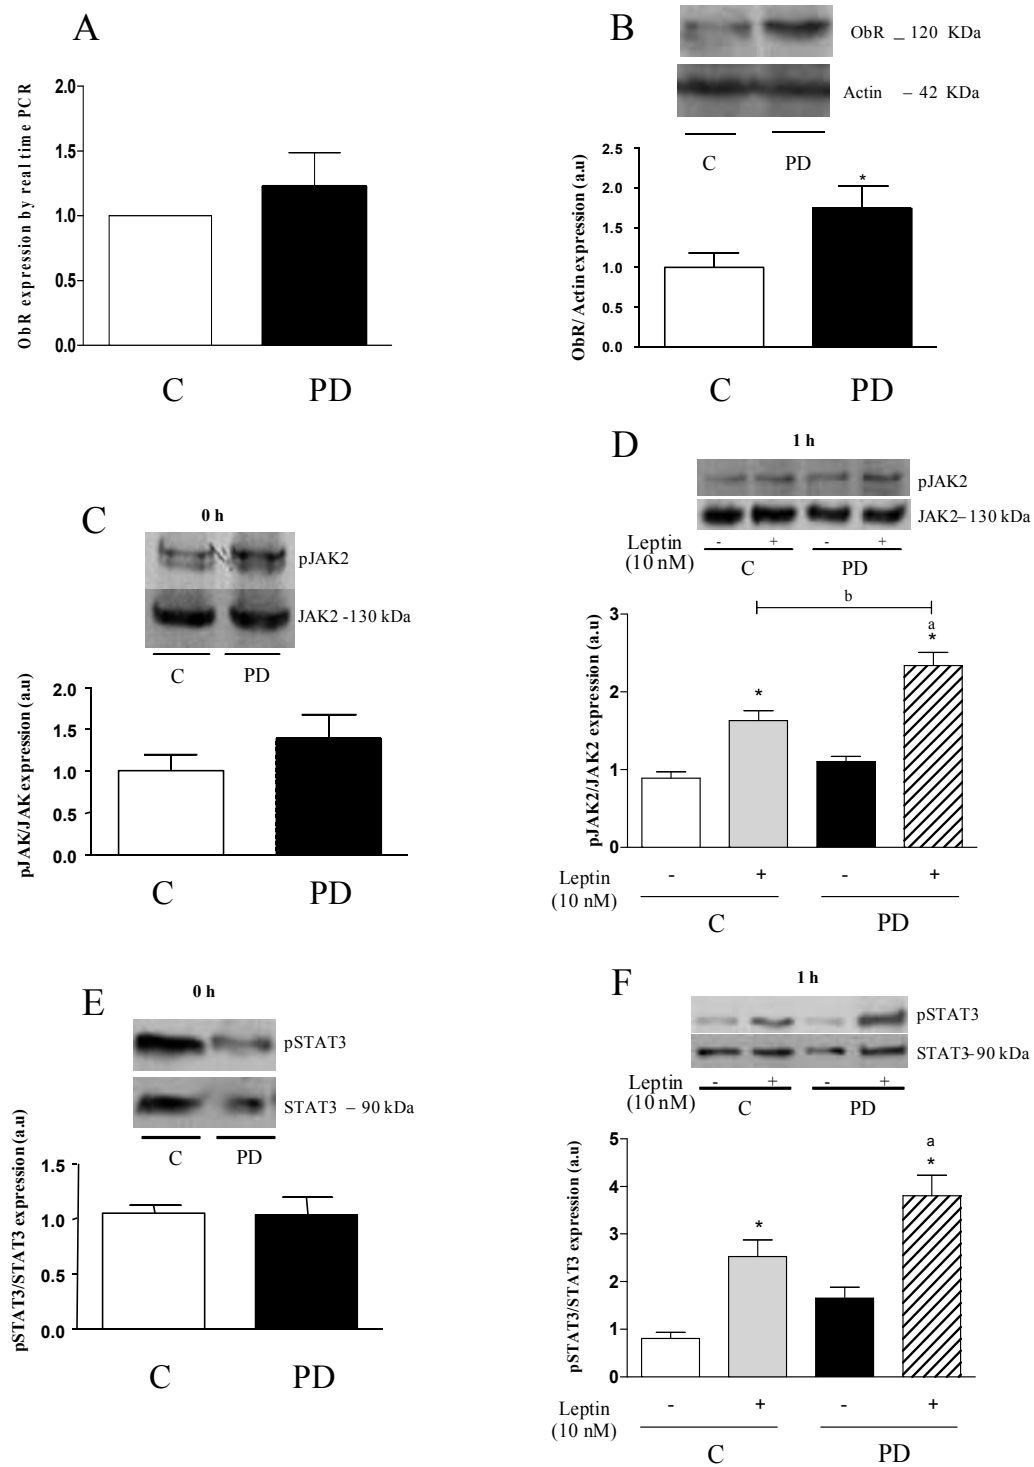 A
ObR expression by real time PCR
2.0
1.5
1.0
0.5
0.0
C PD
B
ObR _ 120 KDa
Actin – 42 KDa
C PD
ObR/ Actin expression (a.u)
2.5
2.0
1.5
1.0
0.5
0.0
*
C PD
C
0 h
pJAK2
JAK2 -130 kDa
C PD
pJAK/JAK expression (a.u)
2.0
1.5
1.0
0.5
0.0
C PD
D
1 h
pJAK2
JAK2–130 kDa
Leptin - + - +
(10 nM)
C PD
pJAK2/JAK2 expression (a.u)
3
2
1
0
b
a
*
*
Leptin - + - +
(10 nM)
C PD
E
0 h
pSTAT3
STAT3 – 90 kDa
C PD
pSTAT3/STAT3 expression (a.u)
1.5
1.0
0.5
0.0
C PD
F
1 h
pSTAT3
STAT3-90 kDa
Leptin - + - +
(10 nM)
C PD
pSTAT3/STAT3 expression (a.u)
5
4
3
2
1
0
a
*
*
Leptin - + - +
(10 nM)
C PD